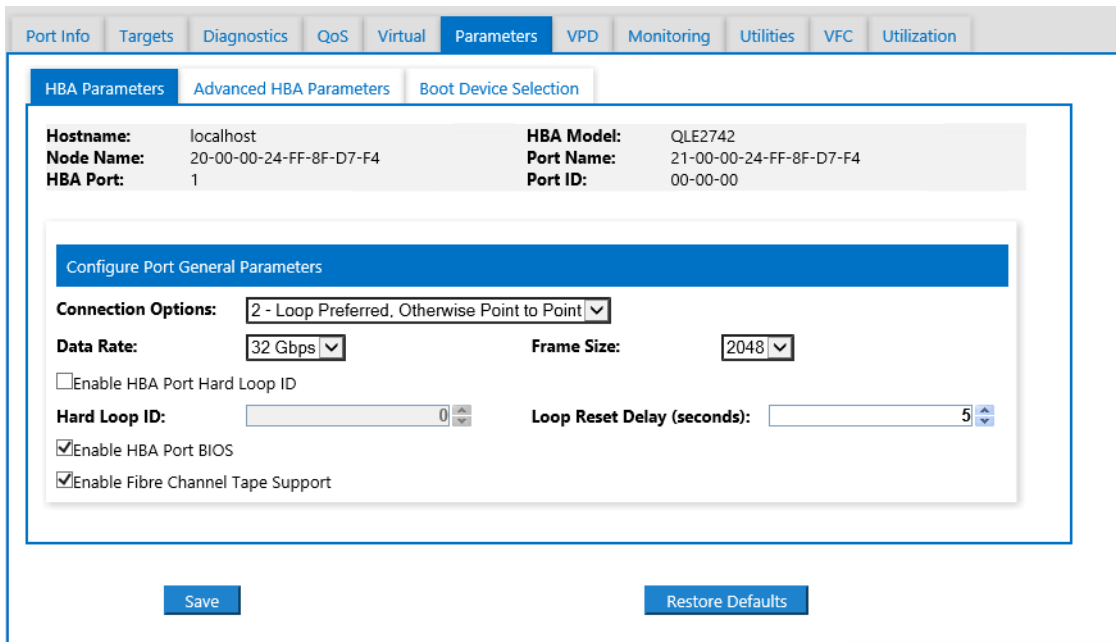 Port Info Targets Diagnostics QoS Virtual Parameters VPD Monitoring Utilities VFC Utilization
HBA Parameters Advanced HBA Parameters Boot Device Selection
Hostname: localhost HBA Model: QLE2742
Node Name: 20-00-00-24-FF-8F-D7-F4 Port Name: 21-00-00-24-FF-8F-D7-F4
HBA Port: 1 Port ID: 00-00-00
Configure Port General Parameters
Connection Options: 2 - Loop Preferred, Otherwise Point to Point
Data Rate: 32 Gbps Frame Size: 2048
Enable HBA Port Hard Loop ID
Hard Loop ID: 0 Loop Reset Delay (seconds): 5
Enable HBA Port BIOS
Enable Fibre Channel Tape Support
Save Restore Defaults